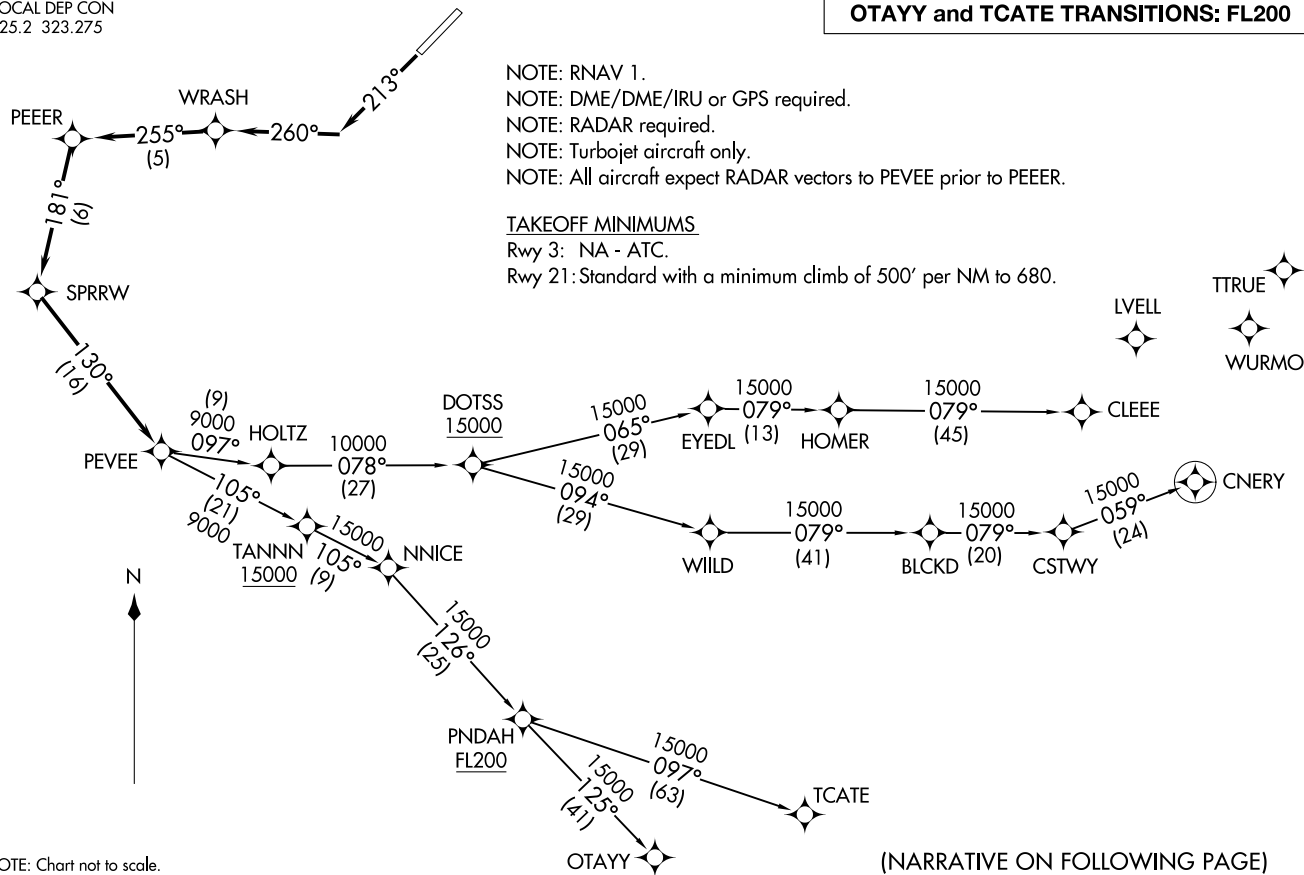 OCAL DEP CON
25.2 323.275
OTAYY and TCATE TRANSITIONS: FL200
NOTE: RNAV 1.
NOTE: DME/DME/IRU or GPS required.
NOTE: RADAR required.
NOTE: Turbojet aircraft only.
NOTE: All aircraft expect RADAR vectors to PEVEE prior to PEEER.
TAKEOFF MINIMUMS
Rwy 3: NA - ATC.
Rwy 21: Standard with a minimum climb of 500' per NM to 680.
213°
260°
WRASH
255°
(5)
PEEER
181°
(6)
SPRRW
130°
(16)
PEVEE
(9)
9000
097°
HOLTZ
10000
078°
(27)
DOTSS
15000
15000
065°
(29)
EYEDL
15000
079°
(13)
HOMER
15000
079°
(45)
CLEEE
LVELL
TTRUE
WURMO
15000
094°
(29)
WIILD
15000
079°
(41)
BLCKD
15000
079°
(20)
CSTWY
15000
059°
(24)
CNERY
105°
(21)
9000
TANNN
15000
15000
105°
(9)
NNICE
15000
126°
(25)
PNDAH
FL200
15000
097°
(63)
TCATE
15000
125°
(41)
OTAYY
N
OTE: Chart not to scale.
(NARRATIVE ON FOLLOWING PAGE)